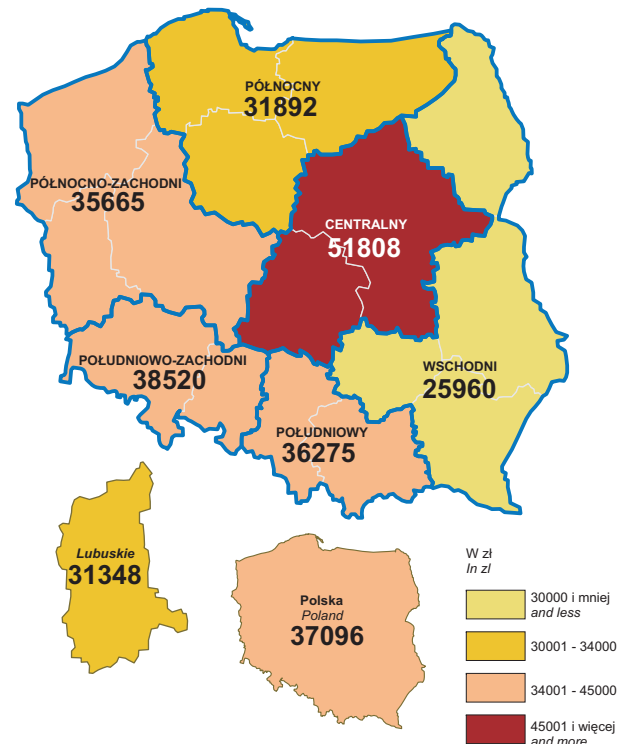 PÓŁNOCNY
31892
PÓŁNOCNO-ZACHODNI
35665
CENTRALNY
51808
POŁUDNIOWO-ZACHODNI
38520
WSCHODNI
25960
POŁUDNIOWY
36275
Lubuskie
31348
Polska
Poland
37096
W zł
In zl
30000 i mniej
and less
30001 - 34000
34001 - 45000
45001 i więcej
and more